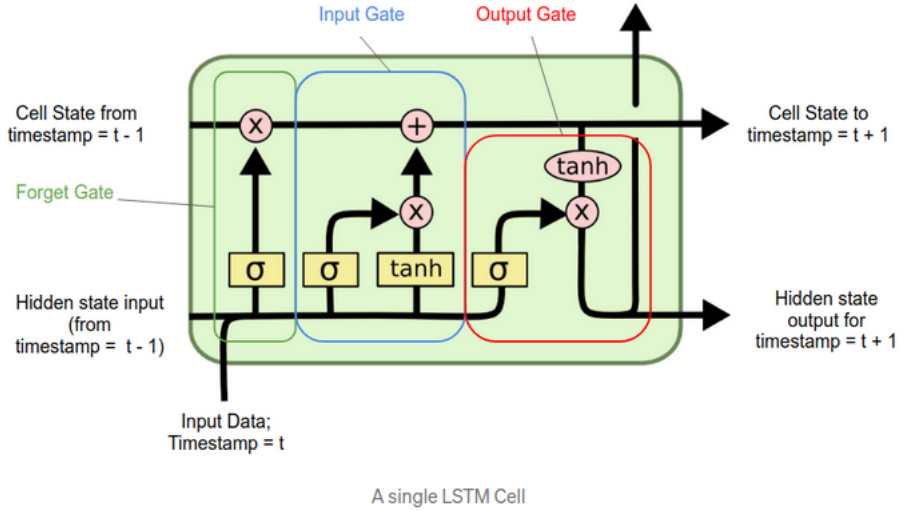 Input Gate
Output Gate
Cell State from
timestamp = t - 1
x
+
Cell State to
timestamp = t + 1
tanh
Forget Gate
x
x
σ
σ
tanh
σ
Hidden state input
(from
timestamp = t - 1)
Hidden state
output for
timestamp = t + 1
Input Data;
Timestamp = t
A single LSTM Cell